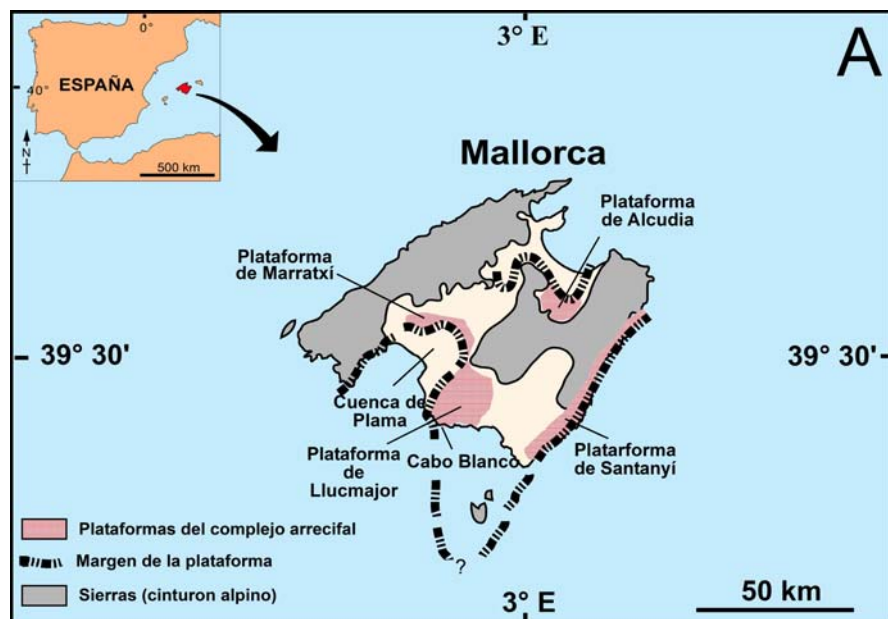 0°
40°
ESPAÑA
N
500 km
3° E
A
Mallorca
Plataforma
de Alcudia
Plataforma
de Marratxí
39° 30'
39° 30'
Cuenca de
Plama
Plataforma
de
Llucmajor
Cabo Blanco
Platarforma
de Santanyí
?
Plataformas del complejo arrecifal
Margen de la plataforma
Sierras (cinturon alpino)
3° E
50 km